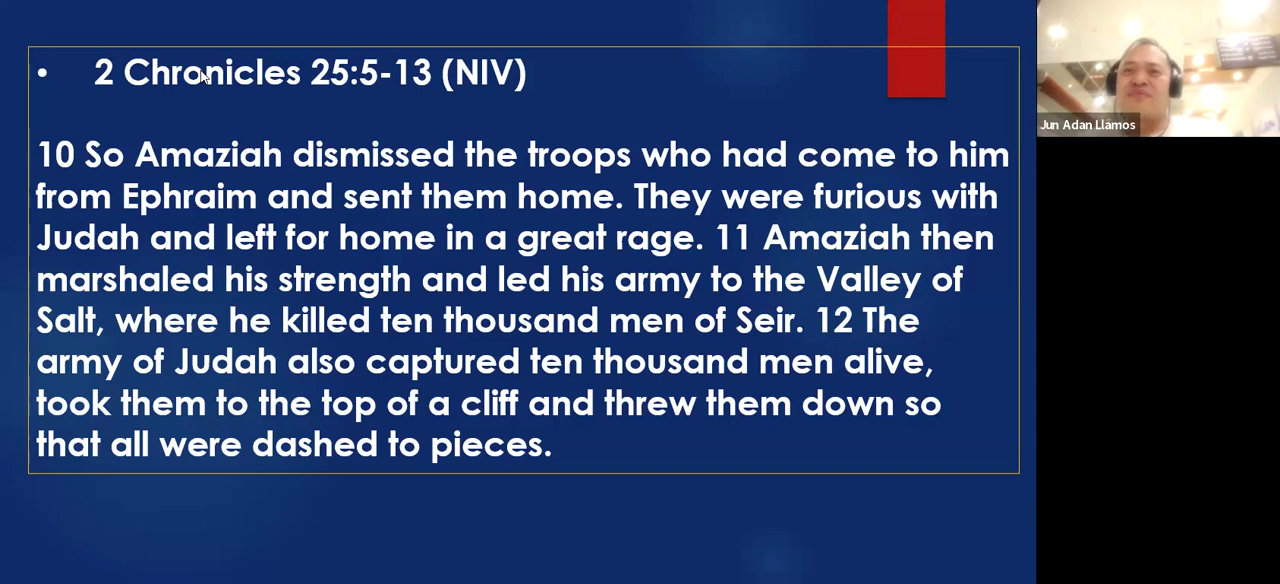 • 2 Chronicles 25:5-13 (NIV)
10 So Amaziah dismissed the troops who had come to him
from Ephraim and sent them home. They were furious with
Judah and left for home in a great rage. 11 Amaziah then
marshaled his strength and led his army to the Valley of
Salt, where he killed ten thousand men of Seir. 12 The
army of Judah also captured ten thousand men alive,
took them to the top of a cliff and threw them down so
that all were dashed to pieces.
Jun Adan Llamos